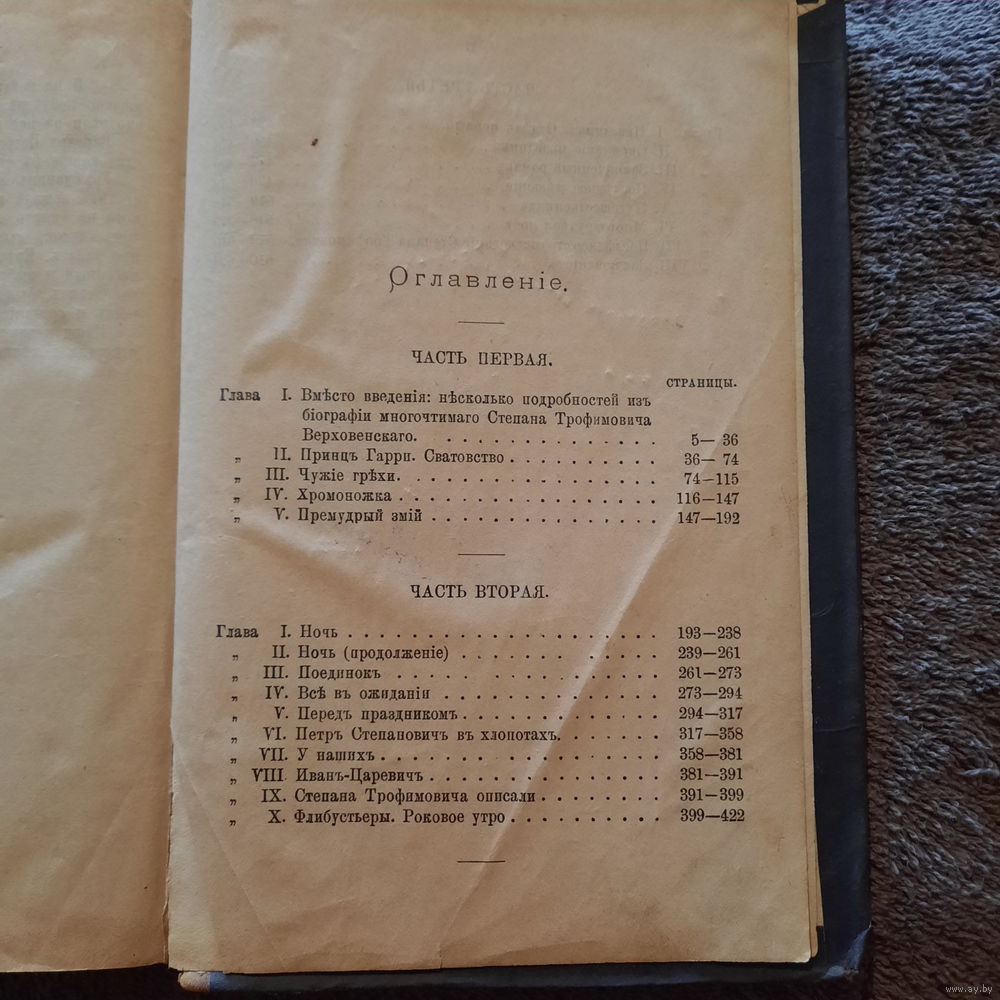 Оглавленіе.
ЧАСТЬ ПЕРВАЯ.
СТРАНИЦЫ.
Глава I. Вмѣсто введенія: нѣсколько подробностей изъ
біографіи многочтимаго Степана Трофимовича
Верховенскаго. . . . . . . . . . . . . 5— 36
„ II. Принцъ Гарри. Сватовство . . . . . . . . . 36— 74
„ III. Чужіе грѣхи. . . . . . . . . . . . . . . 74—115
„ IV. Хромоножка . . . . . . . . . . . . . . . 116—147
„ V. Премудрый змій . . . . . . . . . . . . . 147—192
ЧАСТЬ ВТОРАЯ.
Глава I. Ночь . . . . . . . . . . . . . . . . . 193—238
„ II. Ночь (продолженіе) . . . . . . . . . . . 239—261
„ III. Поединокъ . . . . . . . . . . . . . . . 261—273
„ IV. Всѣ въ ожиданіи . . . . . . . . . . . . 273—294
„ V. Передъ праздникомъ . . . . . . . . . . . 294—317
„ VI. Петръ Степановичъ въ хлопотахъ. . . . . . 317—358
„ VII. У нашихъ . . . . . . . . . . . . . . . 358—381
„ VIII. Иванъ-Царевичъ . . . . . . . . . . . . 381—391
„ IX. Степана Трофимовича описали . . . . . . . 391—399
„ X. Флибустьеры. Роковое утро . . . . . . . . 399—422
www.ay.by